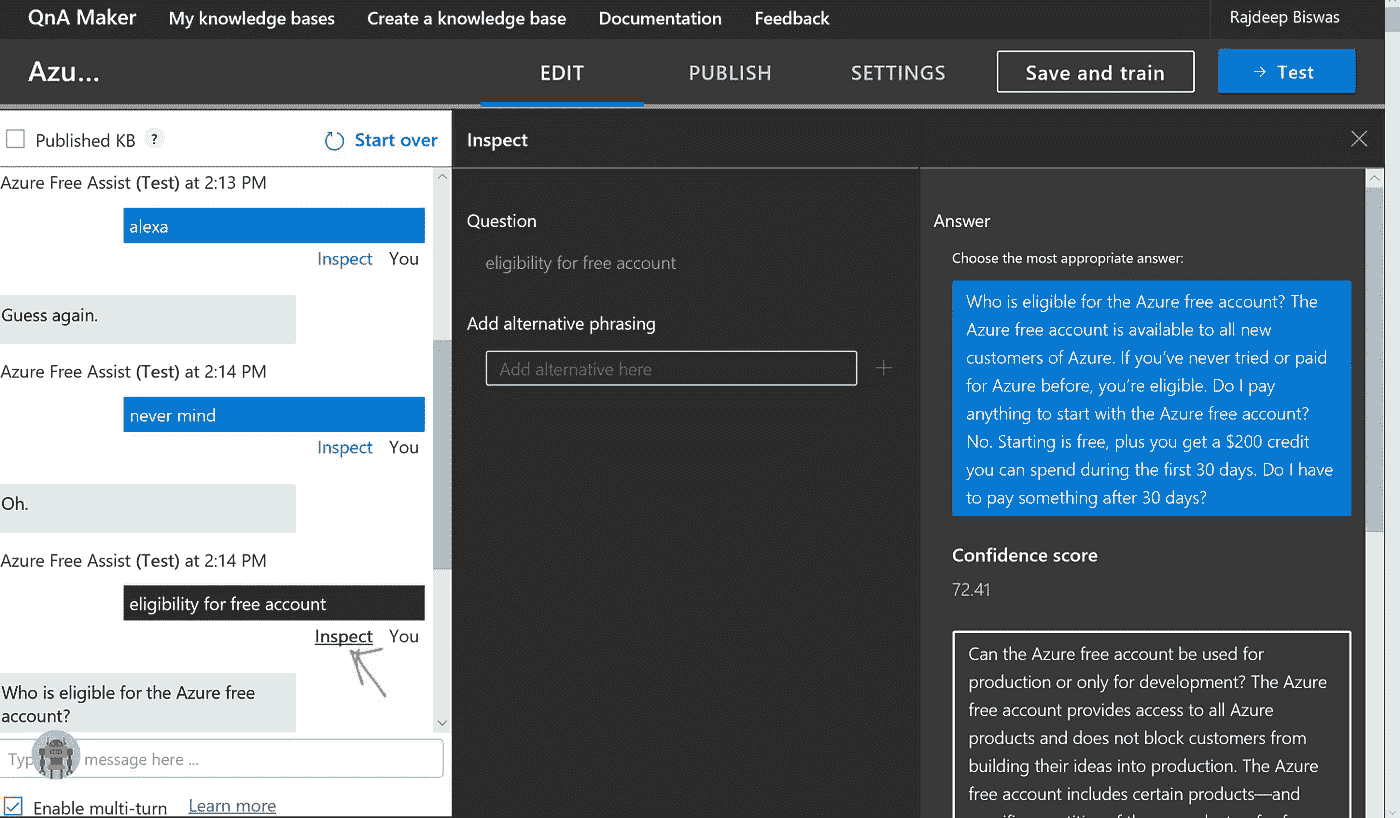 QnA Maker My knowledge bases Create a knowledge base Documentation Feedback Rajdeep Biswas
Azu... EDIT PUBLISH SETTINGS Save and train → Test
Published KB ? Start over
Azure Free Assist (Test) at 2:13 PM
alexa
Inspect You
Guess again.
Azure Free Assist (Test) at 2:14 PM
never mind
Inspect You
Oh.
Azure Free Assist (Test) at 2:14 PM
eligibility for free account
Inspect You
Who is eligible for the Azure free
account?
Typ message here ...
Enable multi-turn Learn more
Inspect
Question
eligibility for free account
Add alternative phrasing
Add alternative here +
Answer
Choose the most appropriate answer:
Who is eligible for the Azure free account? The
Azure free account is available to all new
customers of Azure. If you've never tried or paid
for Azure before, you're eligible. Do I pay
anything to start with the Azure free account?
No. Starting is free, plus you get a $200 credit
you can spend during the first 30 days. Do I have
to pay something after 30 days?
Confidence score
72.41
Can the Azure free account be used for
production or only for development? The Azure
free account provides access to all Azure
products and does not block customers from
building their ideas into production. The Azure
free account includes certain products—and